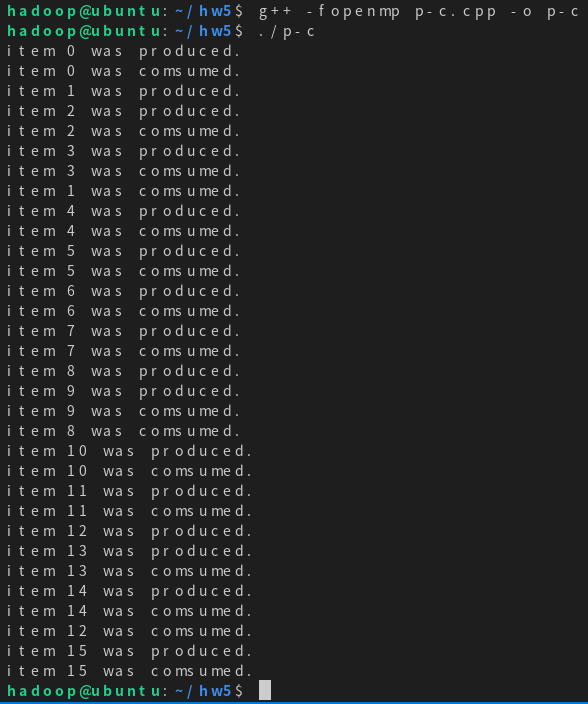 hadoop@ubuntu:~/hw5$ g++ -fopenmp p-c.cpp -o p-c
hadoop@ubuntu:~/hw5$ ./p-c
item 0 was produced.
item 0 was comsumed.
item 1 was produced.
item 2 was produced.
item 2 was comsumed.
item 3 was produced.
item 3 was comsumed.
item 1 was comsumed.
item 4 was produced.
item 4 was comsumed.
item 5 was produced.
item 5 was comsumed.
item 6 was produced.
item 6 was comsumed.
item 7 was produced.
item 7 was comsumed.
item 8 was produced.
item 9 was produced.
item 9 was comsumed.
item 8 was comsumed.
item 10 was produced.
item 10 was comsumed.
item 11 was produced.
item 11 was comsumed.
item 12 was produced.
item 13 was produced.
item 13 was comsumed.
item 14 was produced.
item 14 was comsumed.
item 12 was comsumed.
item 15 was produced.
item 15 was comsumed.
hadoop@ubuntu:~/hw5$